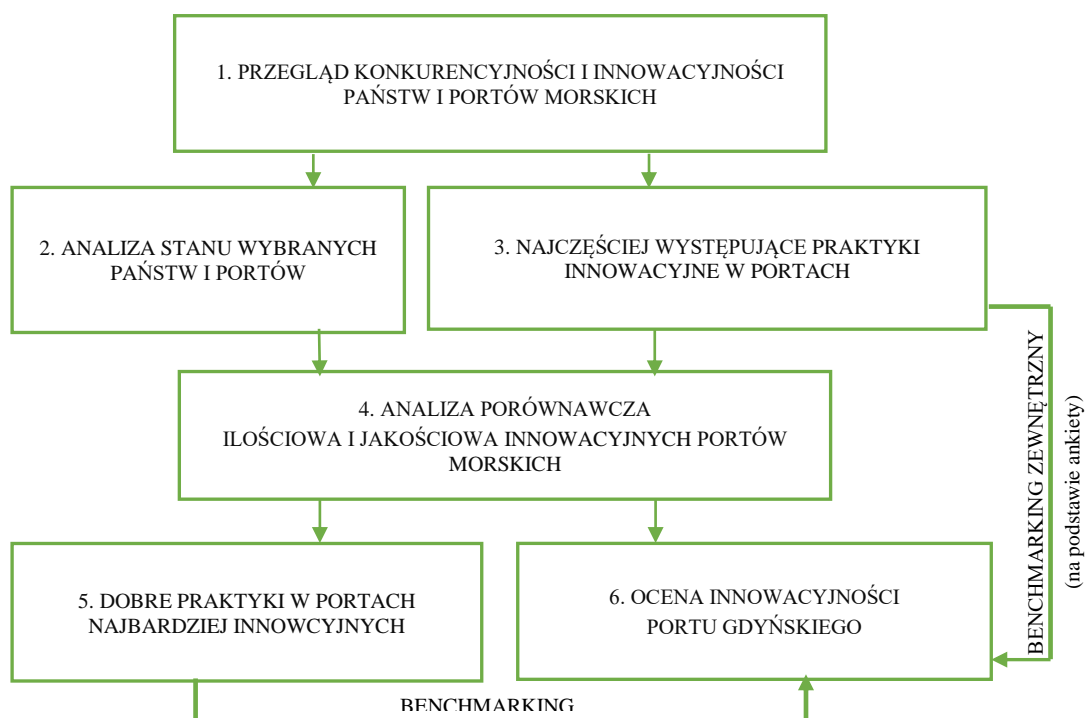 1. PRZEGLĄD KONKURENCYJNOŚCI I INNOWACYJNOŚCI
PAŃSTW I PORTÓW MORSKICH
2. ANALIZA STANU WYBRANYCH
PAŃSTW I PORTÓW
3. NAJCZĘŚCIEJ WYSTĘPUJĄCE PRAKTYKI
INNOWACYJNE W PORTACH
4. ANALIZA PORÓWNAWCZA
ILOŚCIOWA I JAKOŚCIOWA INNOWACYJNYCH PORTÓW
MORSKICH
5. DOBRE PRAKTYKI W PORTACH
NAJBARDZIEJ INNOWCYJNYCH
6. OCENA INNOWACYJNOŚCI
PORTU GDYŃSKIEGO
BENCHMARKING ZEWNĘTRZNY
(na podstawie ankiety)
BENCHMARKING